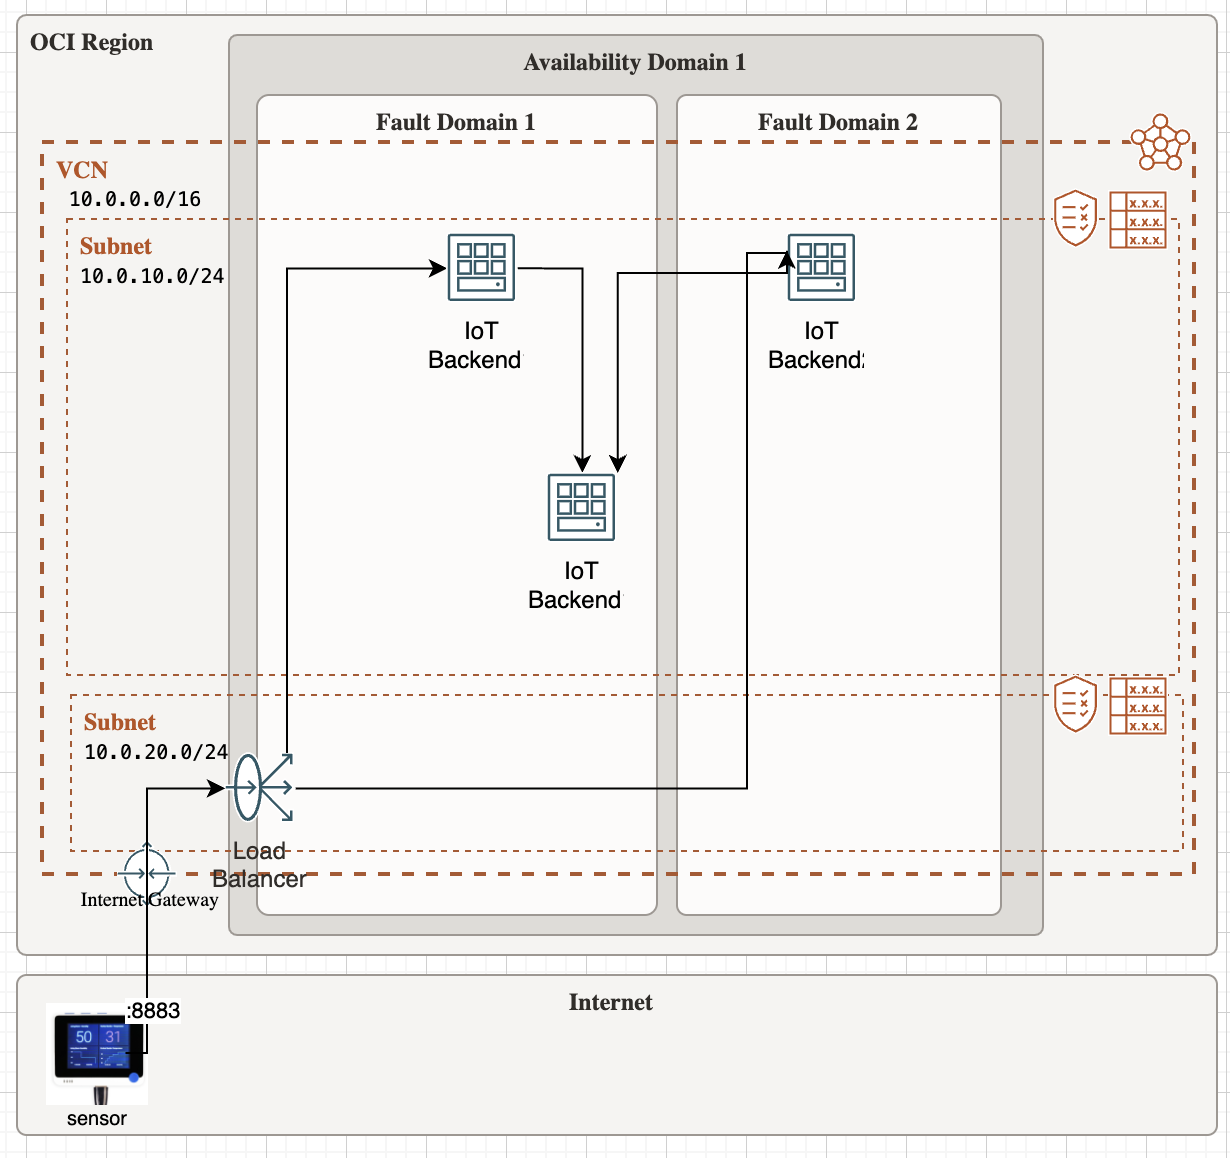 OCI Region
Availability Domain 1
Fault Domain 1
Fault Domain 2
VCN
10.0.0.0/16
x.x.x.
x.x.x.
x.x.x.
Subnet
10.0.10.0/24
IoT
Backend
IoT
Backend2
IoT
Backend
x.x.x.
x.x.x.
x.x.x.
Subnet
10.0.20.0/24
Load
Balancer
Internet Gateway
Internet
:8883
50 31
sensor